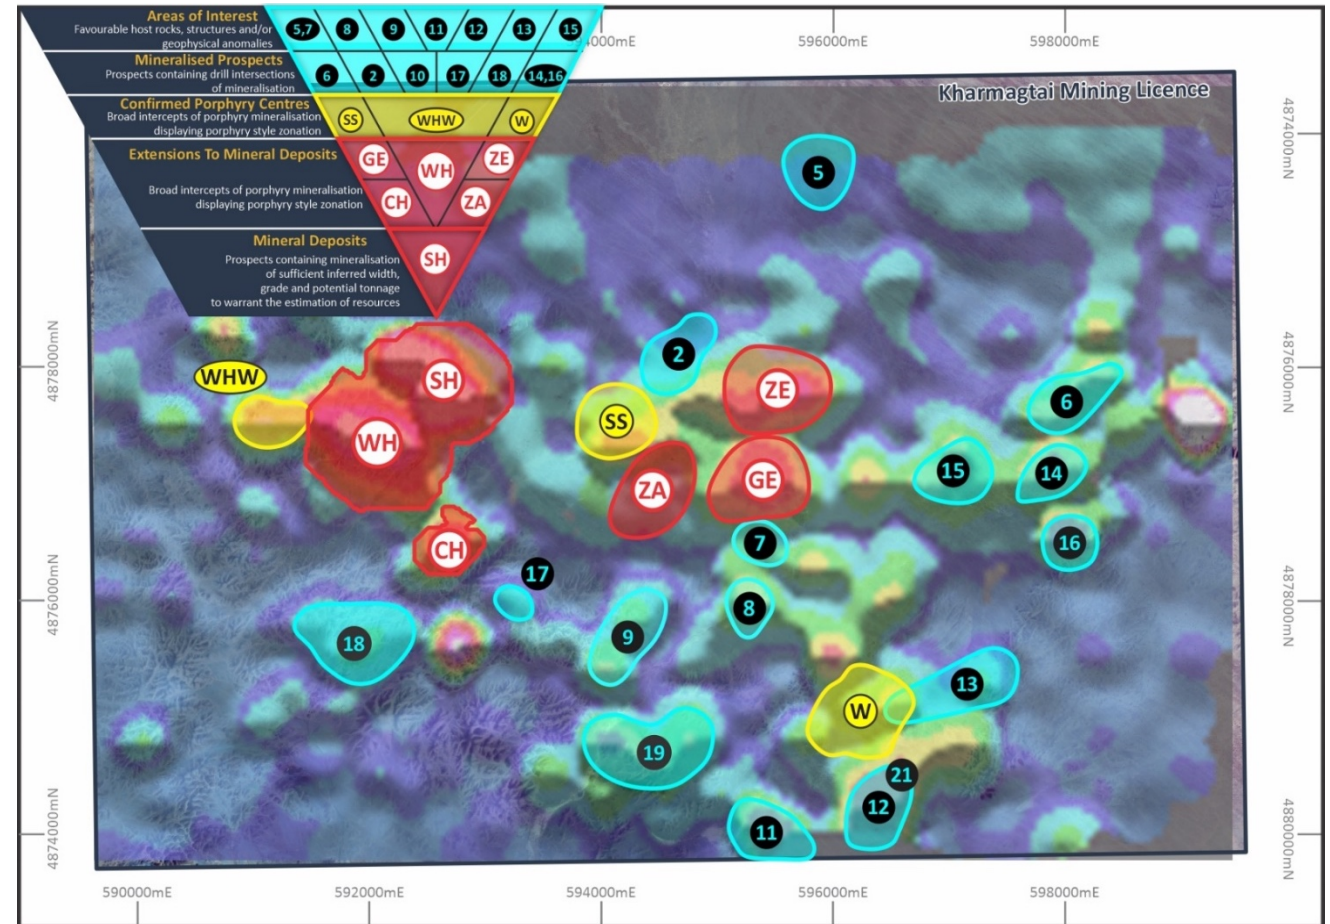 Areas of Interest
Favourable host rocks, structures and/or
geophysical anomalies
5,7 8 9 11 12 13 15
Mineralised Prospects
Prospects containing drill intersections
of mineralisation
6 2 10 17 18 14,16
Confirmed Porphyry Centres
Broad intercepts of porphyry mineralisation
displaying porphyry style zonation
SS WHW W
Extensions To Mineral Deposits
GE WH ZE
Broad intercepts of porphyry mineralisation
displaying porphyry style zonation
CH ZA
Mineral Deposits
Prospects containing mineralisation
of sufficient inferred width,
grade and potential tonnage
to warrant the estimation of resources
SH
594000mE 596000mE 598000mE
Kharmagtai Mining Licence
4874000mN
5
4878000mN
2
4876000mN
WHW
SH
ZE
6
SS
WH
15
14
ZA
GE
CH
7
16
17
4876000mN
8
4878000mN
18
9
13
W
19
21
12
11
4874000mN
4880000mN
590000mE 592000mE 594000mE 596000mE 598000mE